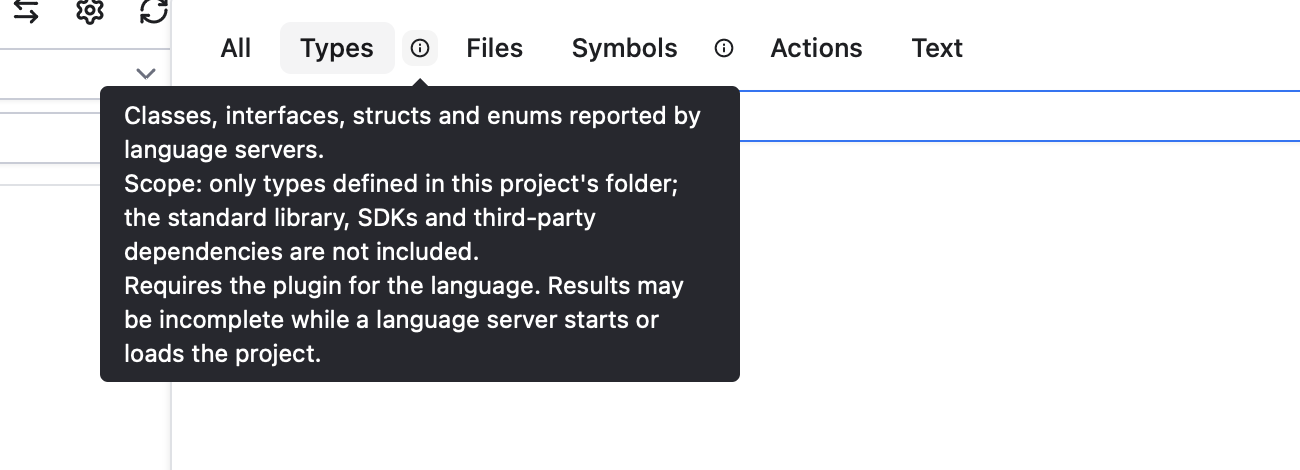 All Types Files Symbols Actions Text
Classes, interfaces, structs and enums reported by
language servers.
Scope: only types defined in this project's folder;
the standard library, SDKs and third-party
dependencies are not included.
Requires the plugin for the language. Results may
be incomplete while a language server starts or
loads the project.